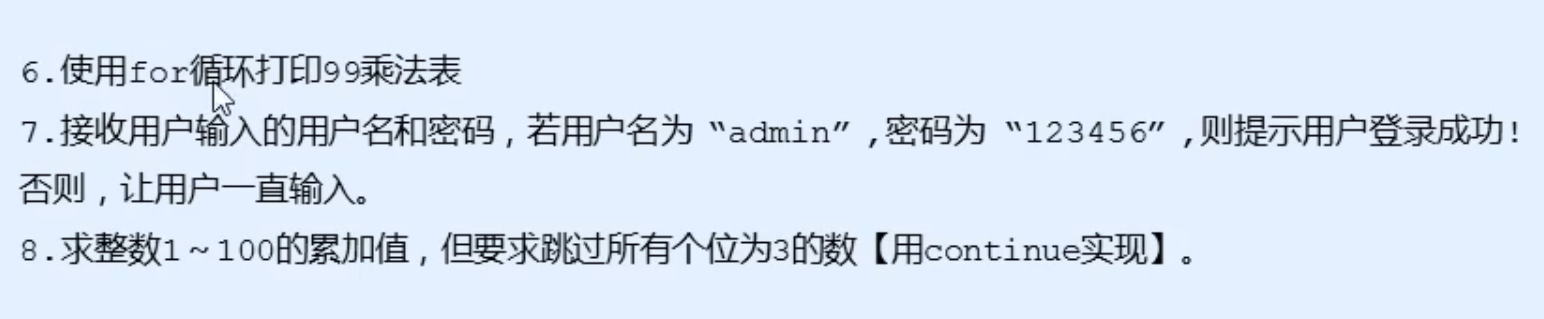 6.使用for循环打印99乘法表
7.接收用户输入的用户名和密码，若用户名为“admin”,密码为“123456”,则提示用户登录成功!
否则，让用户一直输入。
8.求整数1～100的累加值，但要求跳过所有个位为3的数【用continue实现】。